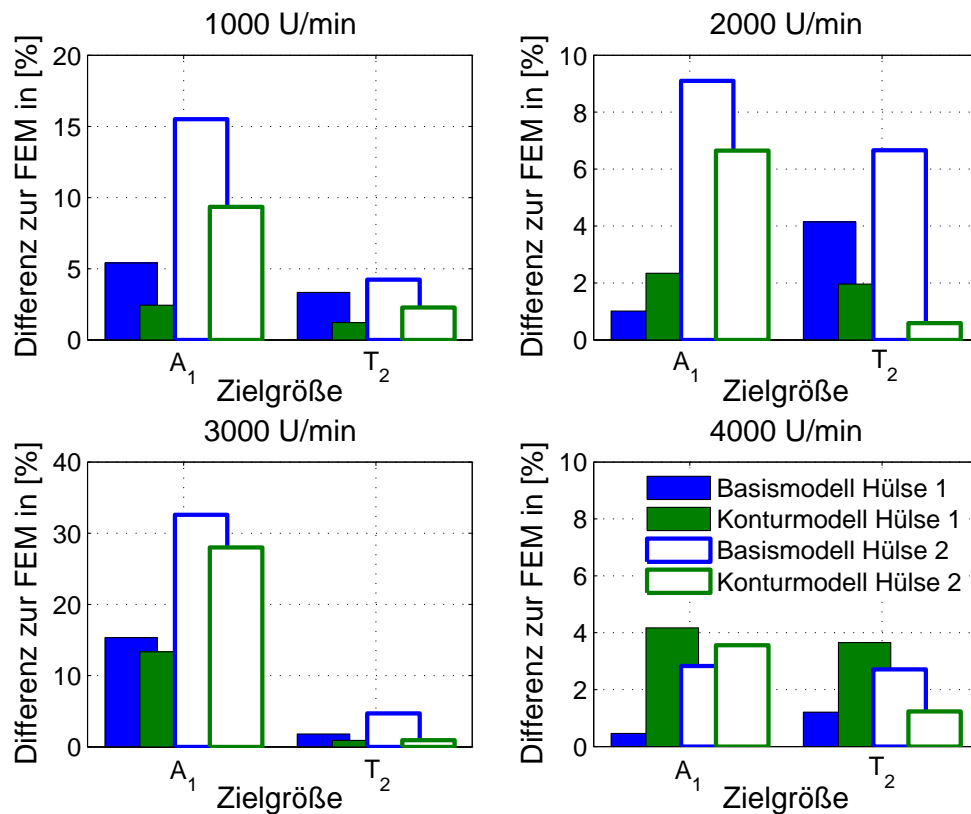 1000 U/min
Differenz zur FEM in [%]
20
15
10
5
0
A₁ T₂
Zielgröße
2000 U/min
Differenz zur FEM in [%]
10
8
6
4
2
0
A₁ T₂
Zielgröße
3000 U/min
Differenz zur FEM in [%]
40
30
20
10
0
A₁ T₂
Zielgröße
4000 U/min
Differenz zur FEM in [%]
10
8
6
4
2
0
Basismodell Hülse 1
Konturmodell Hülse 1
Basismodell Hülse 2
Konturmodell Hülse 2
A₁ T₂
Zielgröße